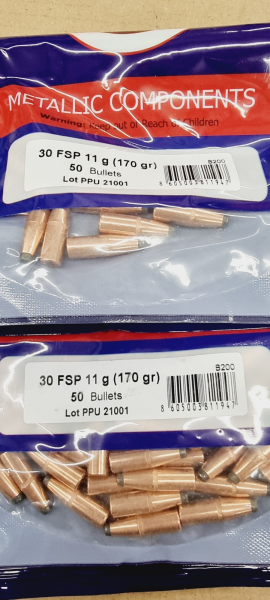 METALLIC COMPONENTS
Warning: Keep out of Reach of Children
30 FSP 11 g (170 gr)
B200
50 Bullets
Lot PPU 21001
8 605003 811947
30 FSP 11 g (170 gr)
B200
50 Bullets
Lot PPU 21001
8 605003 811947